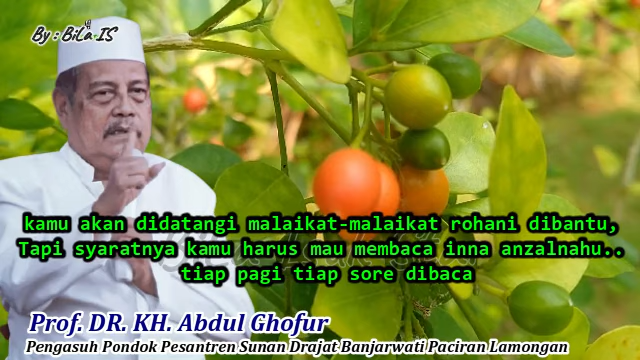 By : BiLa IS
kamu akan didatangi malaikat-malaikat rohani dibantu,
Tapi syaratnya kamu harus mau membaca inna anzalnahu..
tiap pagi tiap sore dibaca
Prof. DR. KH. Abdul Ghofur
Pengasuh Pondok Pesantren Sunan Drajat Banjarwati Paciran Lamongan